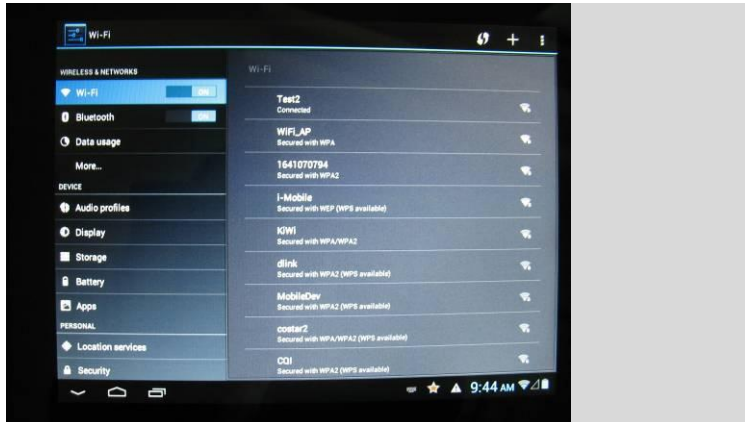 Wi-Fi
WIRELESS & NETWORKS
Wi-Fi
ON
Bluetooth
ON
Data usage
More...
DEVICE
Audio profiles
Display
Storage
Battery
Apps
PERSONAL
Location services
Security
Wi-Fi
Test2
Connected
WiFi_AP
Secured with WPA
1641070794
Secured with WPA2
i-Mobile
Secured with WEP (WPS available)
KiWi
Secured with WPA/WPA2
dlink
Secured with WPA2 (WPS available)
MobileDev
Secured with WPA2 (WPS available)
costar2
Secured with WPA/WPA2 (WPS available)
CQI
Secured with WPA2 (WPS available)
9:44 AM